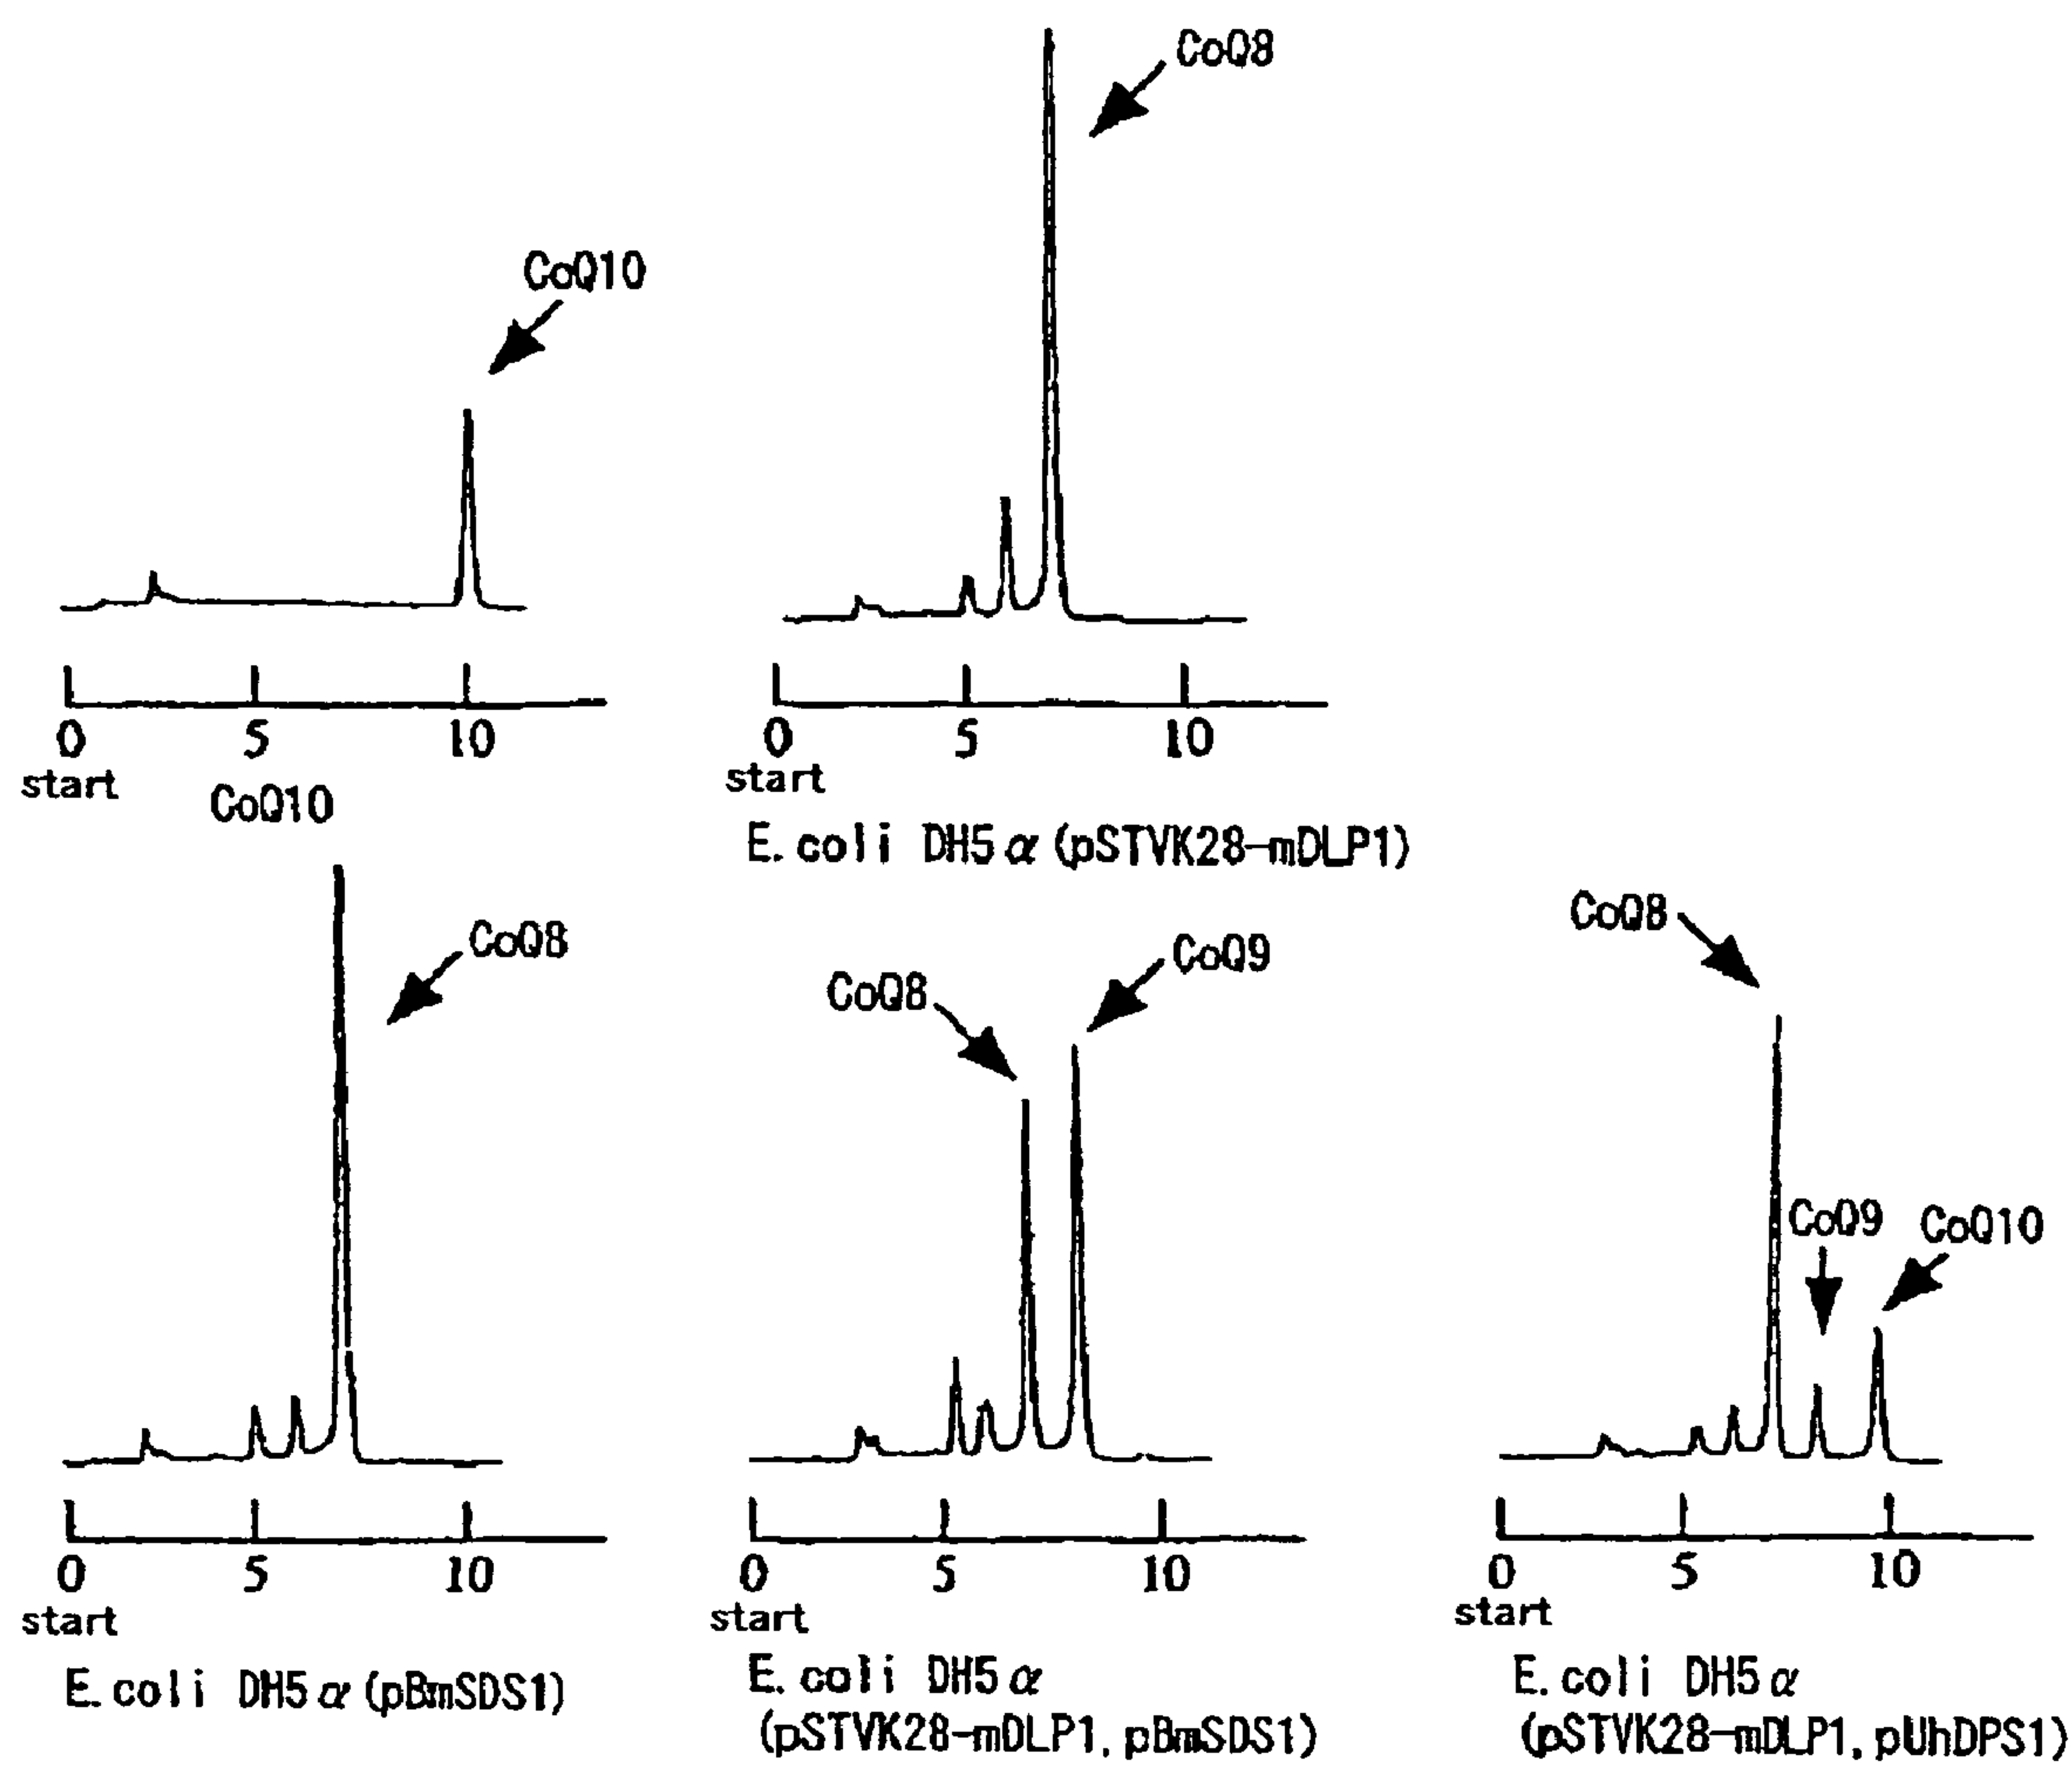 CoQ10
0 5 10
start
CoQ10
CoQ8
0 5 10
start
E. coli DH5α (pSTVK28-mDLP1)
CoQ8
0 5 10
start
E. coli DH5α (pBmSDS1)
CoQ8
CoQ9
0 5 10
start
E. coli DH5α
(pSTVK28-mDLP1, pBmSDS1)
CoQ8
CoQ9 CoQ10
0 5 10
start
E. coli DH5α
(pSTVK28-mDLP1, pUhDPS1)